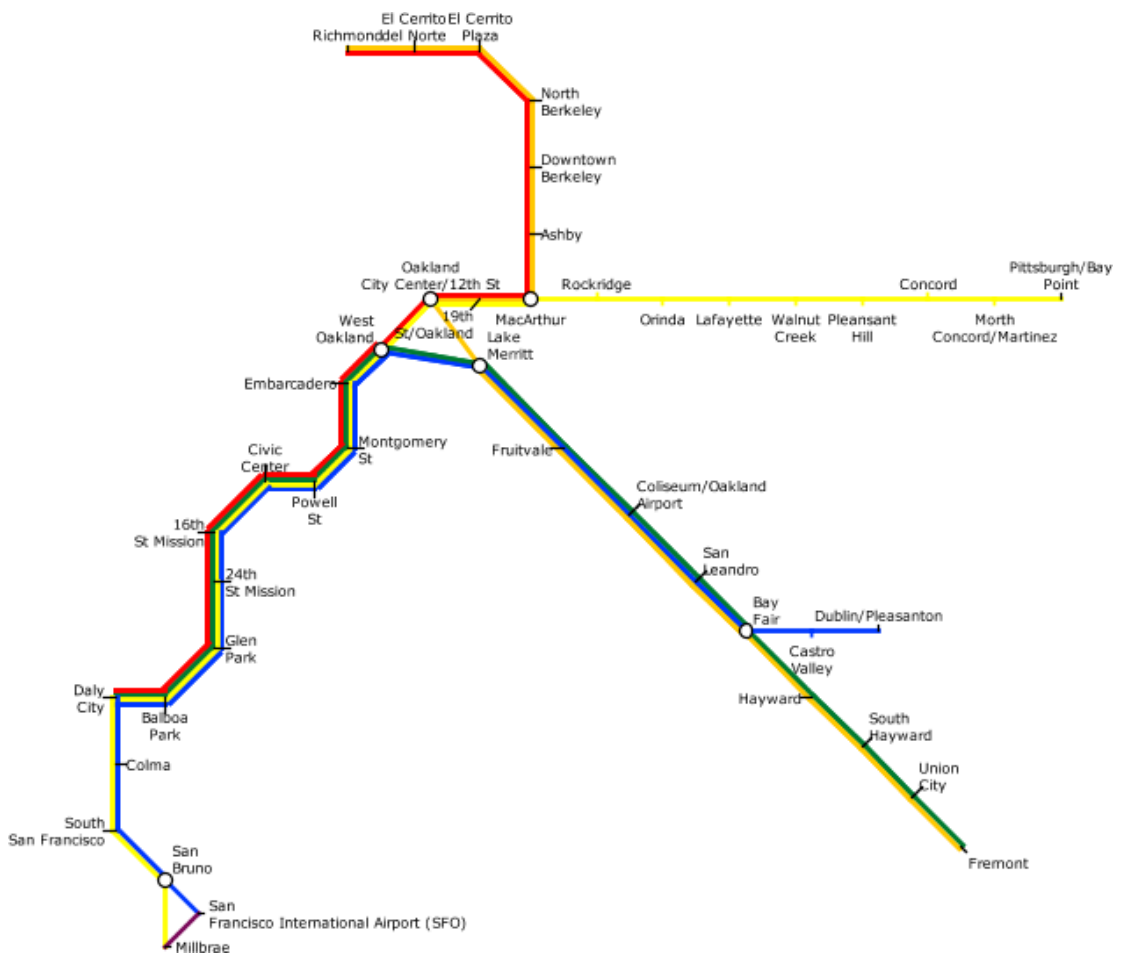 El Cerrito
del Norte
El Cerrito
Plaza
Richmond
North
Berkeley
Downtown
Berkeley
Ashby
Oakland
City Center/12th St
19th
St/Oakland
MacArthur
Rockridge
Orinda
Lafayette
Walnut
Creek
Pleansant
Hill
Concord
Morth
Concord/Martinez
Pittsburgh/Bay
Point
West
Oakland
Lake
Merritt
Embarcadero
Montgomery
St
Civic
Center
Powell
St
16th
St Mission
24th
St Mission
Glen
Park
Daly
City
Balboa
Park
Colma
South
San Francisco
San
Bruno
San
Francisco International Airport (SFO)
Millbrae
Fruitvale
Coliseum/Oakland
Airport
San
Leandro
Bay
Fair
Dublin/Pleasanton
Castro
Valley
Hayward
South
Hayward
Union
City
Fremont